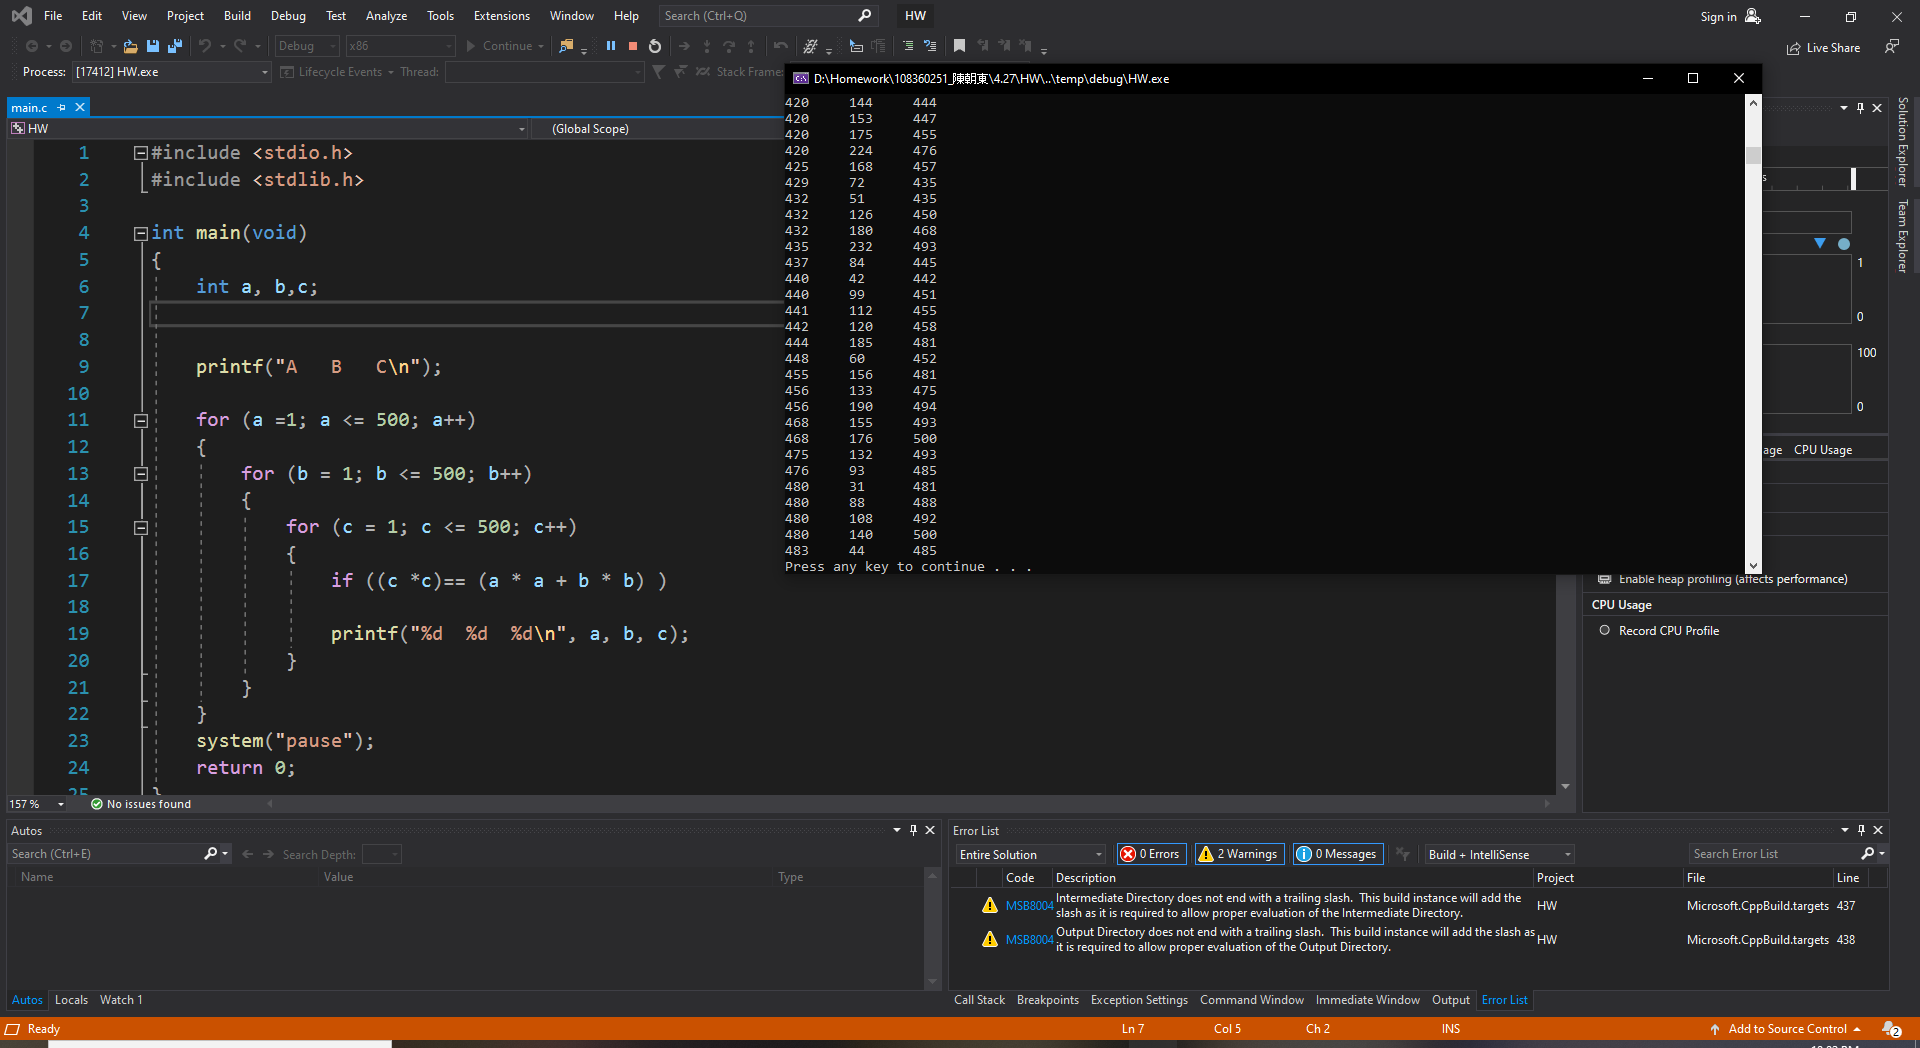 File Edit View Project Build Debug Test Analyze Tools Extensions Window Help Search (Ctrl+Q) HW Sign in
Debug x86 Continue Live Share
Process: [17412] HW.exe Lifecycle Events Thread: Stack Frame:
D:\Homework\108360251_陳朝東\4.27\HW\..\temp\debug\HW.exe
420 144 444
420 153 447
420 175 455
420 224 476
425 168 457
429 72 435
432 51 435
432 126 450
432 180 468
435 232 493
437 84 445
440 42 442
440 99 451
441 112 455
442 120 458
444 185 481
448 60 452
455 156 481
456 133 475
456 190 494
468 155 493
468 176 500
475 132 493
476 93 485
480 31 481
480 88 488
480 108 492
480 140 500
483 44 485
Press any key to continue . . .
main.c
HW (Global Scope)
1 #include <stdio.h>
2 #include <stdlib.h>
3
4 int main(void)
5 {
6 int a, b,c;
7
8
9 printf("A   B   C\n");
10
11 for (a =1; a <= 500; a++)
12 {
13 for (b = 1; b <= 500; b++)
14 {
15 for (c = 1; c <= 500; c++)
16 {
17 if ((c *c)== (a * a + b * b) )
18
19 printf("%d  %d  %d\n", a, b, c);
20 }
21 }
22 }
23 system("pause");
24 return 0;
25 }
157 % No issues found
Solution Explorer
Team Explorer
s
1
0
100
0
age CPU Usage
Enable heap profiling (affects performance)
CPU Usage
Record CPU Profile
Autos
Search (Ctrl+E) Search Depth:
Name Value Type
Autos Locals Watch 1
Error List
Entire Solution 0 Errors 2 Warnings 0 Messages Build + IntelliSense Search Error List
Code Description Project File Line
MSB8004 Intermediate Directory does not end with a trailing slash.  This build instance will add the slash as it is required to allow proper evaluation of the Intermediate Directory. HW Microsoft.CppBuild.targets 437
MSB8004 Output Directory does not end with a trailing slash.  This build instance will add the slash as it is required to allow proper evaluation of the Output Directory. HW Microsoft.CppBuild.targets 438
Call Stack Breakpoints Exception Settings Command Window Immediate Window Output Error List
Ready Ln 7 Col 5 Ch 2 INS Add to Source Control 2